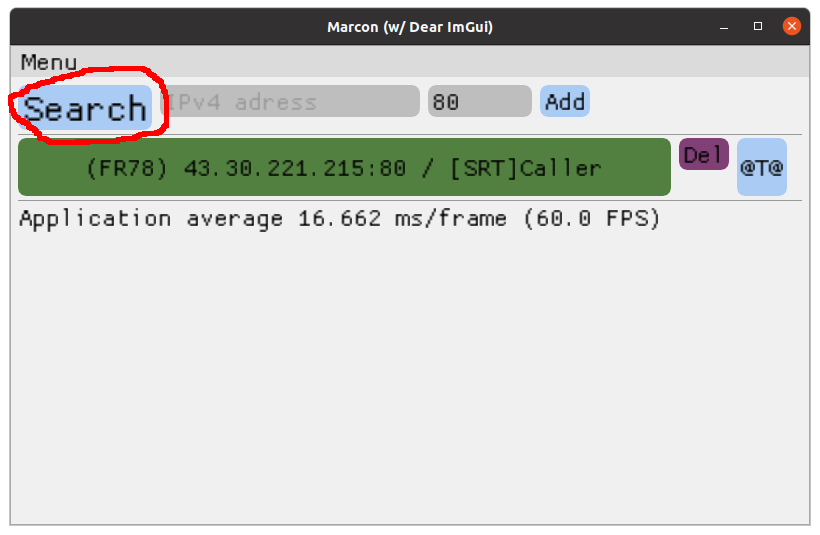 Marcon (w/ Dear ImGui)
Menu
Search IPv4 adress 80 Add
(FR78) 43.30.221.215:80 / [SRT]Caller Del @T@
Application average 16.662 ms/frame (60.0 FPS)